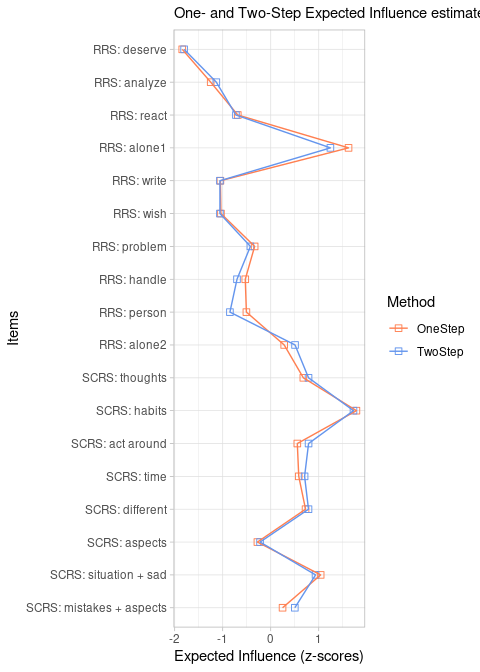 One- and Two-Step Expected Influence estimate
RRS: deserve
RRS: analyze
RRS: react
RRS: alone1
RRS: write
RRS: wish
RRS: problem
RRS: handle
RRS: person
RRS: alone2
SCRS: thoughts
SCRS: habits
SCRS: act around
SCRS: time
SCRS: different
SCRS: aspects
SCRS: situation + sad
SCRS: mistakes + aspects
Items
-2 -1 0 1
Expected Influence (z-scores)
Method
OneStep
TwoStep